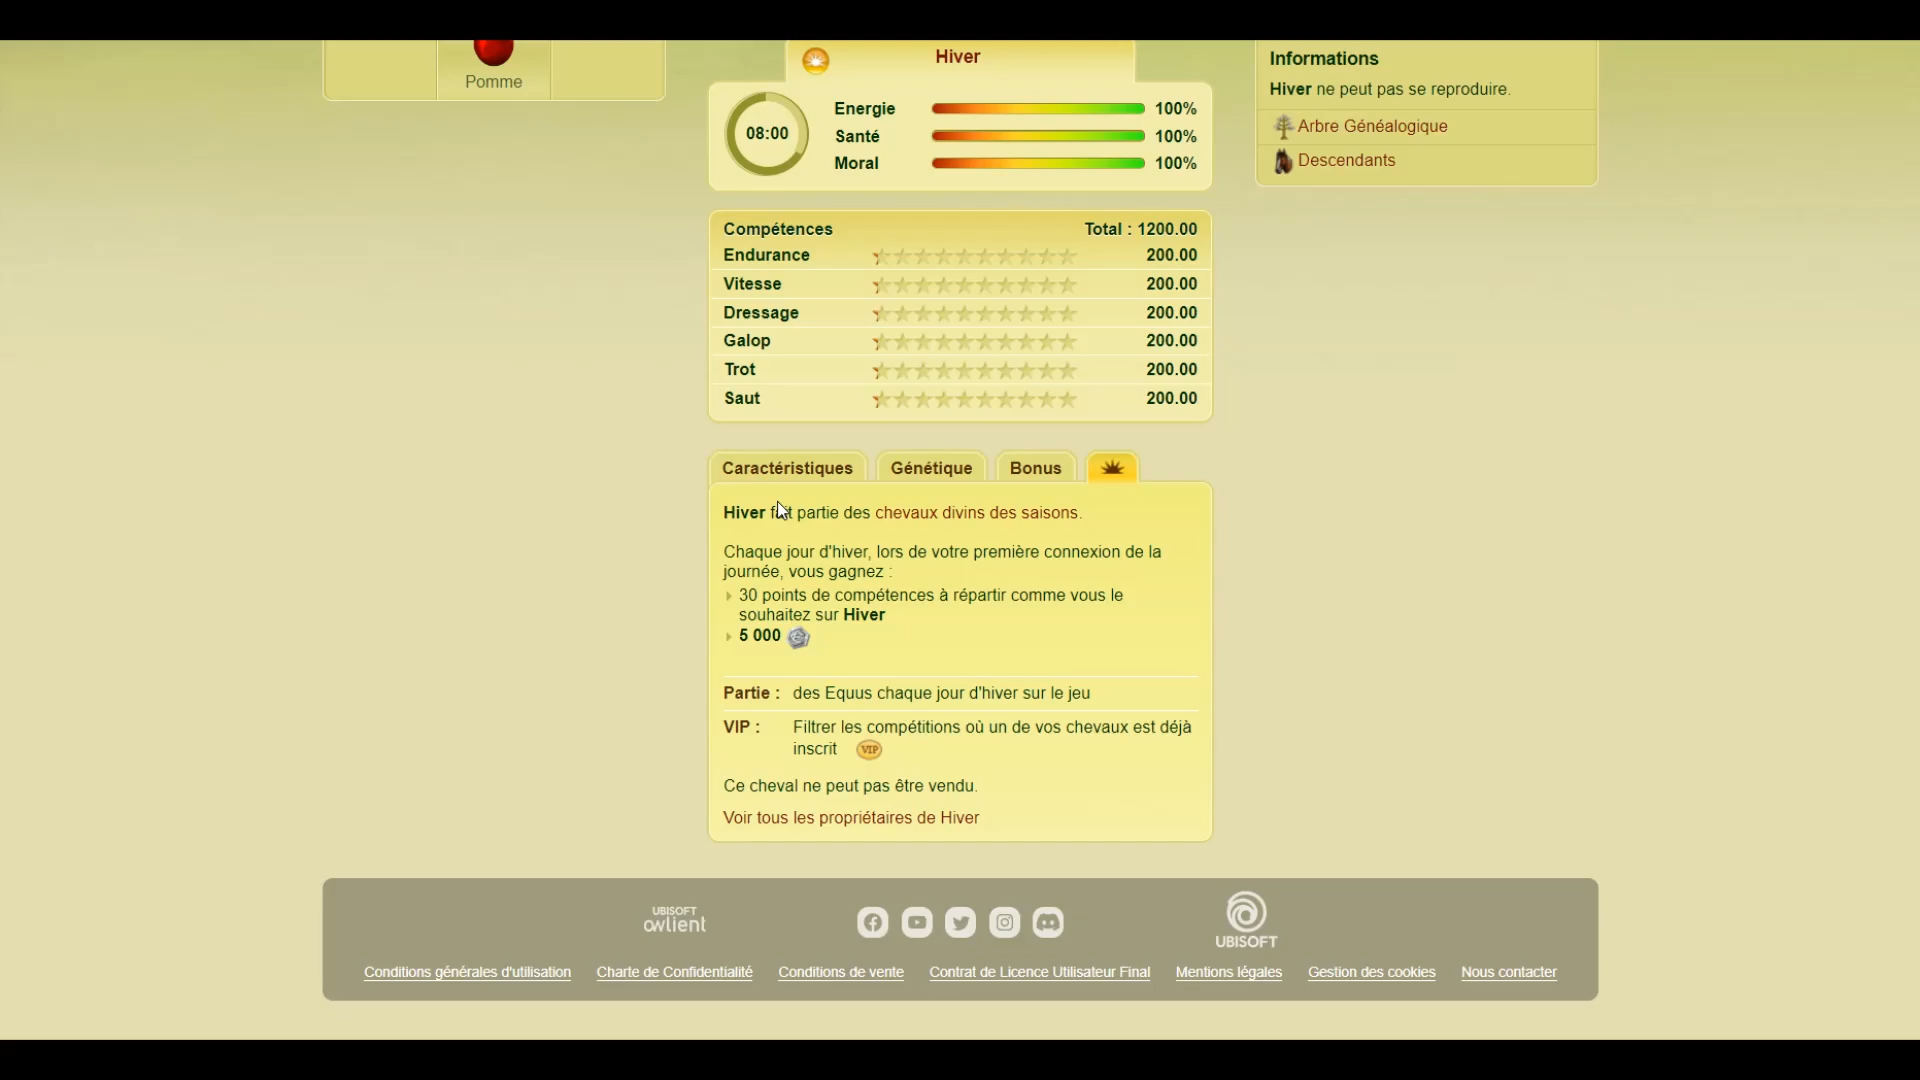 Pomme
Hiver
08:00
Energie 100%
Santé 100%
Moral 100%
Informations
Hiver ne peut pas se reproduire.
Arbre Généalogique
Descendants
Compétences Total : 1200.00
Endurance 200.00
Vitesse 200.00
Dressage 200.00
Galop 200.00
Trot 200.00
Saut 200.00
Caractéristiques Génétique Bonus
Hiver fait partie des chevaux divins des saisons.
Chaque jour d'hiver, lors de votre première connexion de la
journée, vous gagnez :
30 points de compétences à répartir comme vous le
souhaitez sur Hiver
5 000
Partie : des Equus chaque jour d'hiver sur le jeu
VIP : Filtrer les compétitions où un de vos chevaux est déjà
inscrit VIP
Ce cheval ne peut pas être vendu.
Voir tous les propriétaires de Hiver
UBISOFT
owlient
UBISOFT
Conditions générales d'utilisation Charte de Confidentialité Conditions de vente Contrat de Licence Utilisateur Final Mentions légales Gestion des cookies Nous contacter